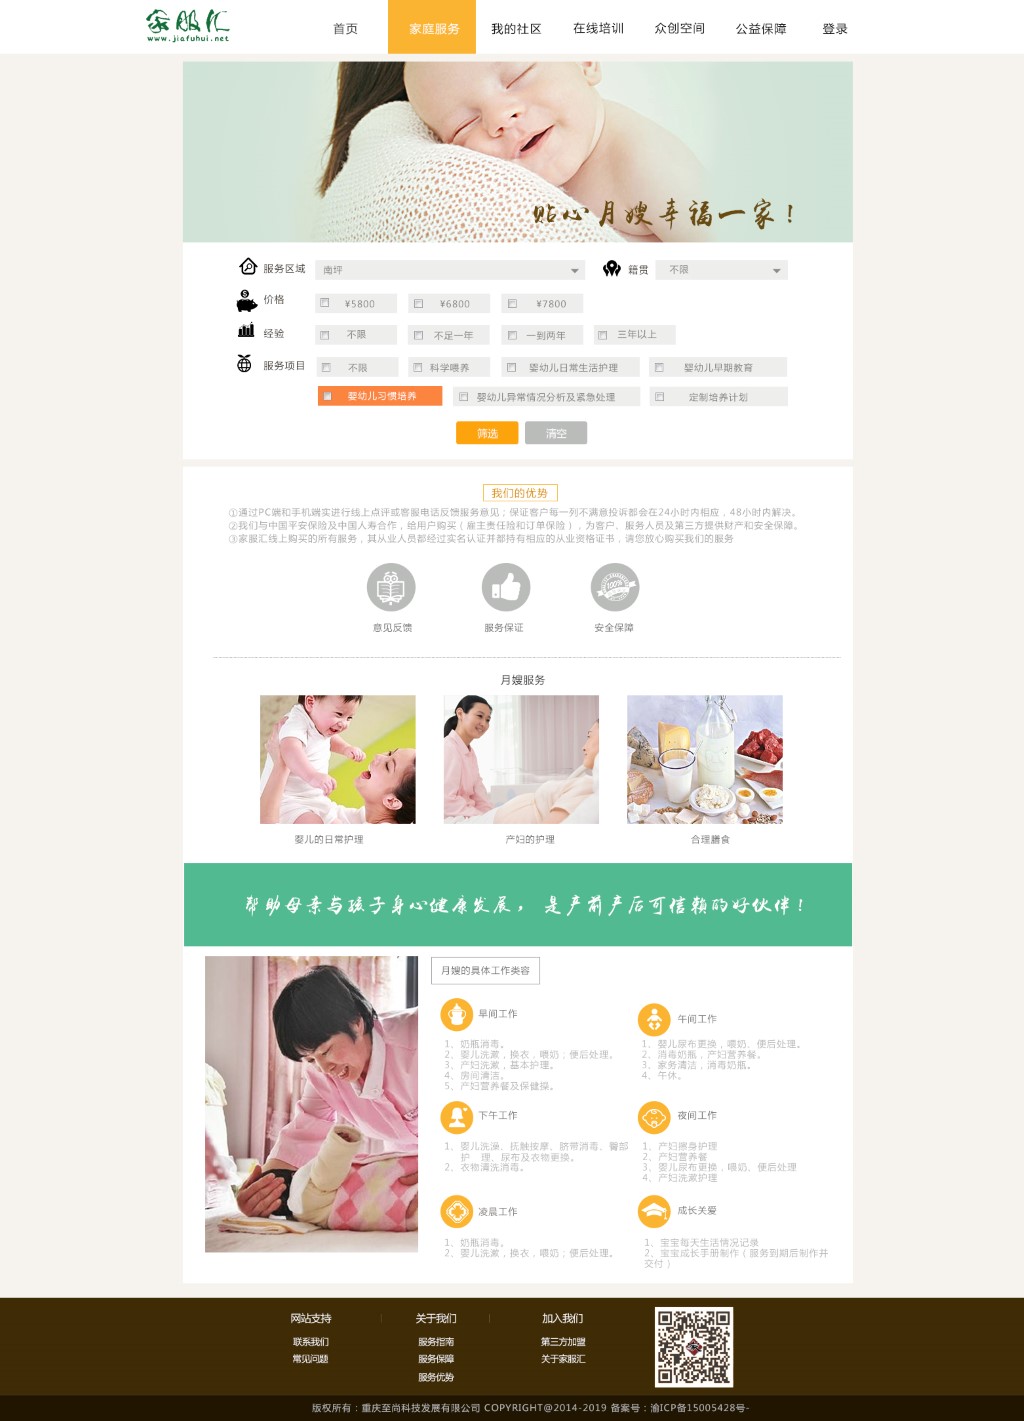 家服汇
www.jiafuhui.net
首页 家庭服务 我的社区 在线培训 众创空间 公益保障 登录
贴心月嫂幸福一家！
服务区域 南坪 籍贯 不限
价格 ¥5800 ¥6800 ¥7800
经验 不限 不足一年 一到两年 三年以上
服务项目 不限 科学喂养 婴幼儿日常生活护理 婴幼儿早期教育
婴幼儿习惯培养 婴幼儿异常情况分析及紧急处理 定制培养计划
筛选 清空
我们的优势
①通过PC端和手机端实进行线上点评或客服电话反馈服务意见；保证客户每一列不满意投诉都会在24小时内相应，48小时内解决。
②我们与中国平安保险及中国人寿合作，给用户购买（雇主责任险和订单保险），为客户、服务人员及第三方提供财产和安全保障。
③家服汇线上购买的所有服务，其从业人员都经过实名认证并都持有相应的从业资格证书，请您放心购买我们的服务
100%
意见反馈 服务保证 安全保障
月嫂服务
婴儿的日常护理 产妇的护理 合理膳食
帮助母亲与孩子身心健康发展，是产前产后可信赖的好伙伴！
月嫂的具体工作类容
早间工作
1、奶瓶消毒。
2、婴儿洗漱，换衣，喂奶；便后处理。
3、产妇洗漱，基本护理。
4、房间清洁。
5、产妇营养餐及保健操。
午间工作
1、婴儿尿布更换，喂奶、便后处理。
2、消毒奶瓶，产妇营养餐。
3、家务清洁，消毒奶瓶。
4、午休。
下午工作
1、婴儿洗澡、抚触按摩、脐带消毒、臀部
护 理、尿布及衣物更换。
2、衣物清洗消毒。
夜间工作
1、产妇擦身护理
2、产妇营养餐
3、婴儿尿布更换，喂奶、便后处理
4、产妇洗漱护理
凌晨工作
1、奶瓶消毒。
2、婴儿洗漱，换衣，喂奶；便后处理。
成长关爱
1、宝宝每天生活情况记录
2、宝宝成长手册制作（服务到期后制作并
交付）
网站支持 关于我们 加入我们
联系我们 服务指南 第三方加盟
常见问题 服务保障 关于家服汇
服务优势
版权所有：重庆至尚科技发展有限公司 COPYRIGHT@2014-2019 备案号：渝ICP备15005428号-